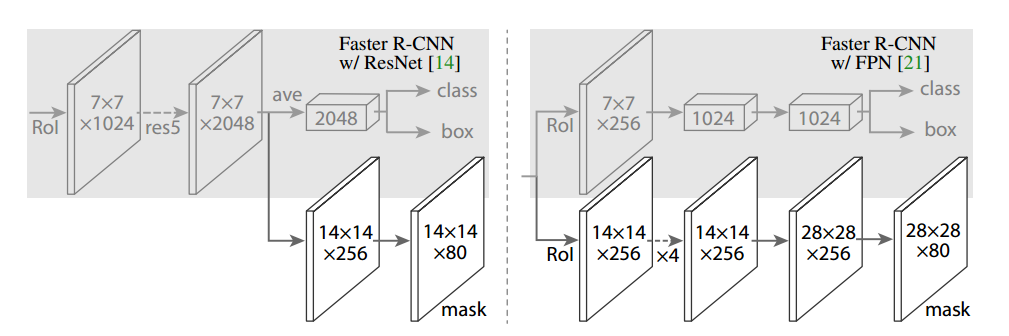 Faster R-CNN
w/ ResNet [14]
RoI
7×7
×1024
res5
7×7
×2048
ave
2048
class
box
14×14
×256
14×14
×80
mask
Faster R-CNN
w/ FPN [21]
RoI
7×7
×256
1024
1024
class
box
RoI
14×14
×256
×4
14×14
×256
28×28
×256
28×28
×80
mask